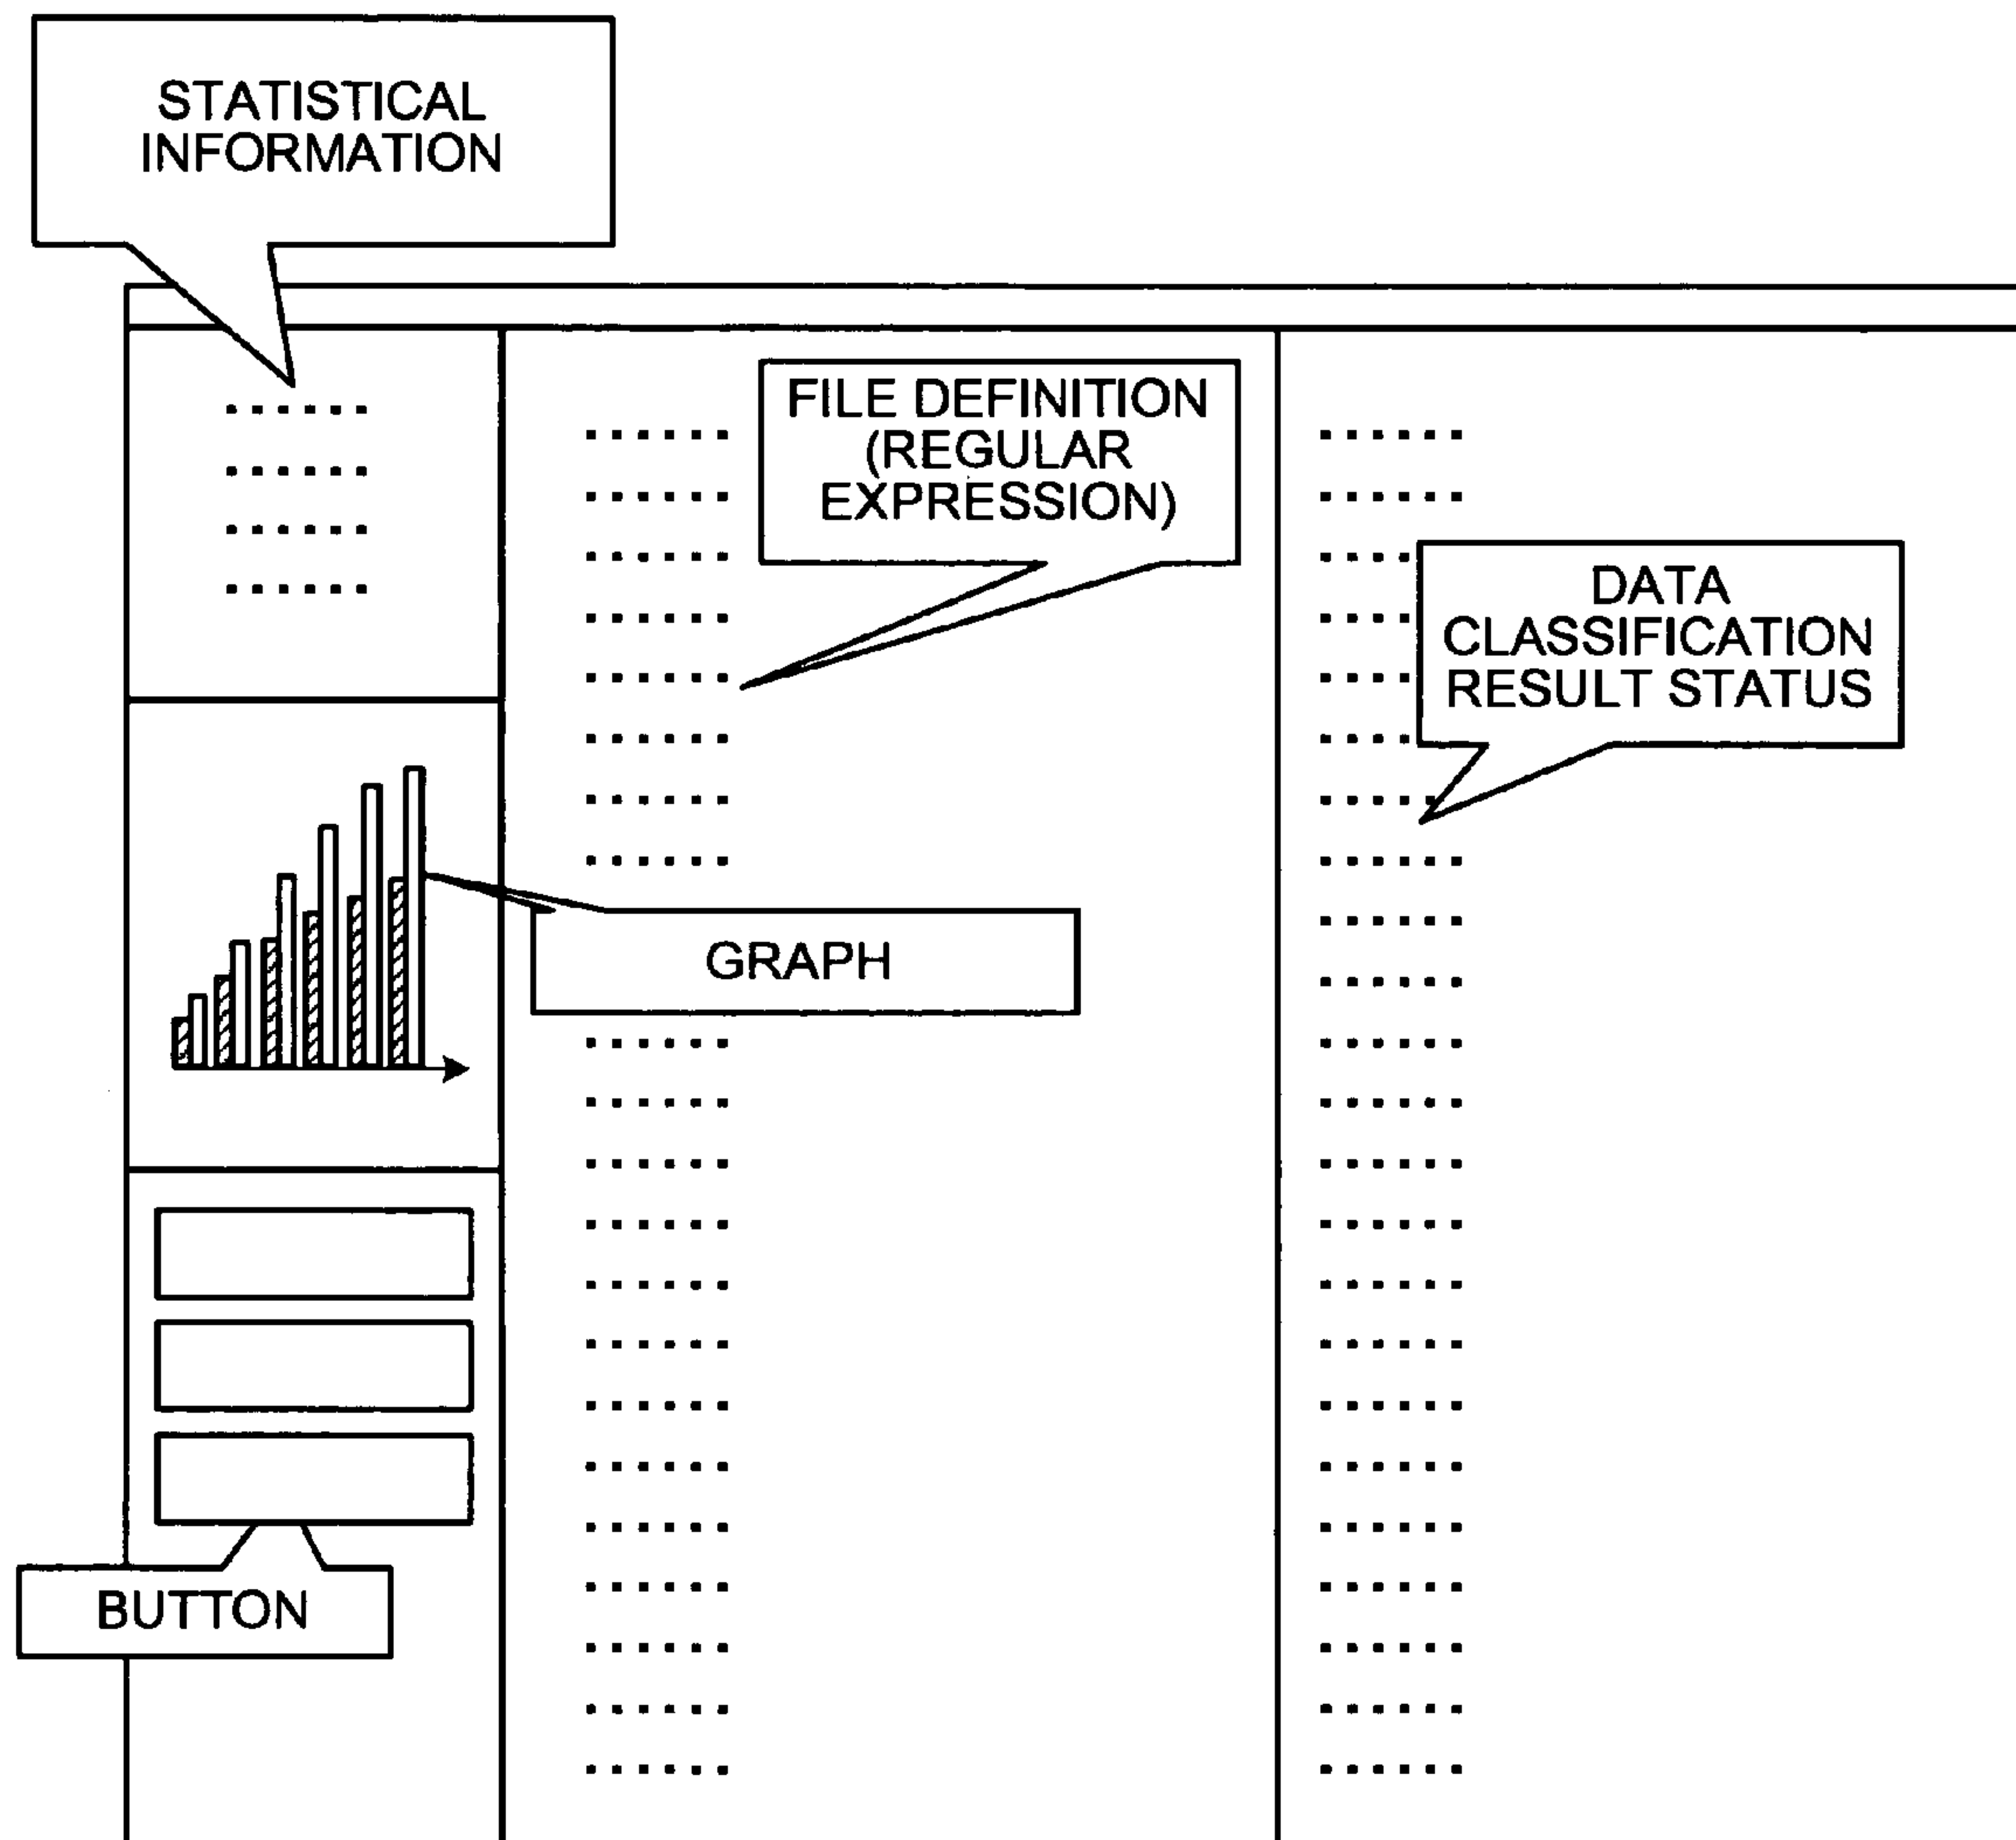 STATISTICAL
INFORMATION
FILE DEFINITION
(REGULAR
EXPRESSION)
DATA
CLASSIFICATION
RESULT STATUS
GRAPH
BUTTON